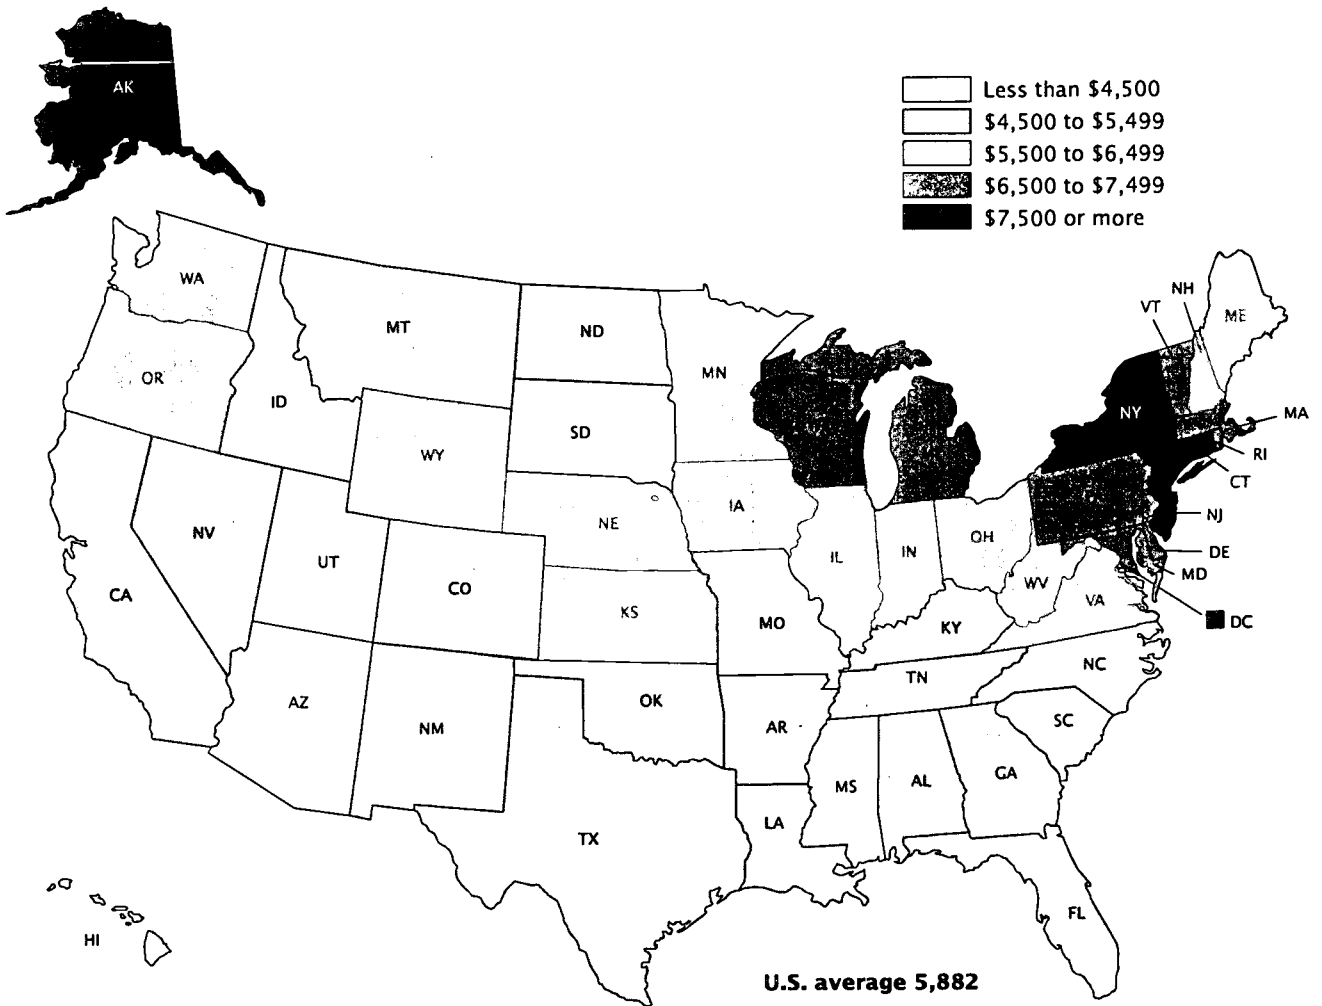 AK
Less than $4,500
$4,500 to $5,499
$5,500 to $6,499
$6,500 to $7,499
$7,500 or more
WA
MT
ND
MN
OR
ID
SD
WY
NE
IA
NV
UT
CO
KS
CA
MO
IL
IN
OH
WV
VA
KY
AZ
NM
OK
AR
TN
NC
SC
TX
LA
MS
AL
GA
FL
HI
NH
VT
ME
NY
MA
RI
CT
NJ
DE
MD
DC
U.S. average 5,882